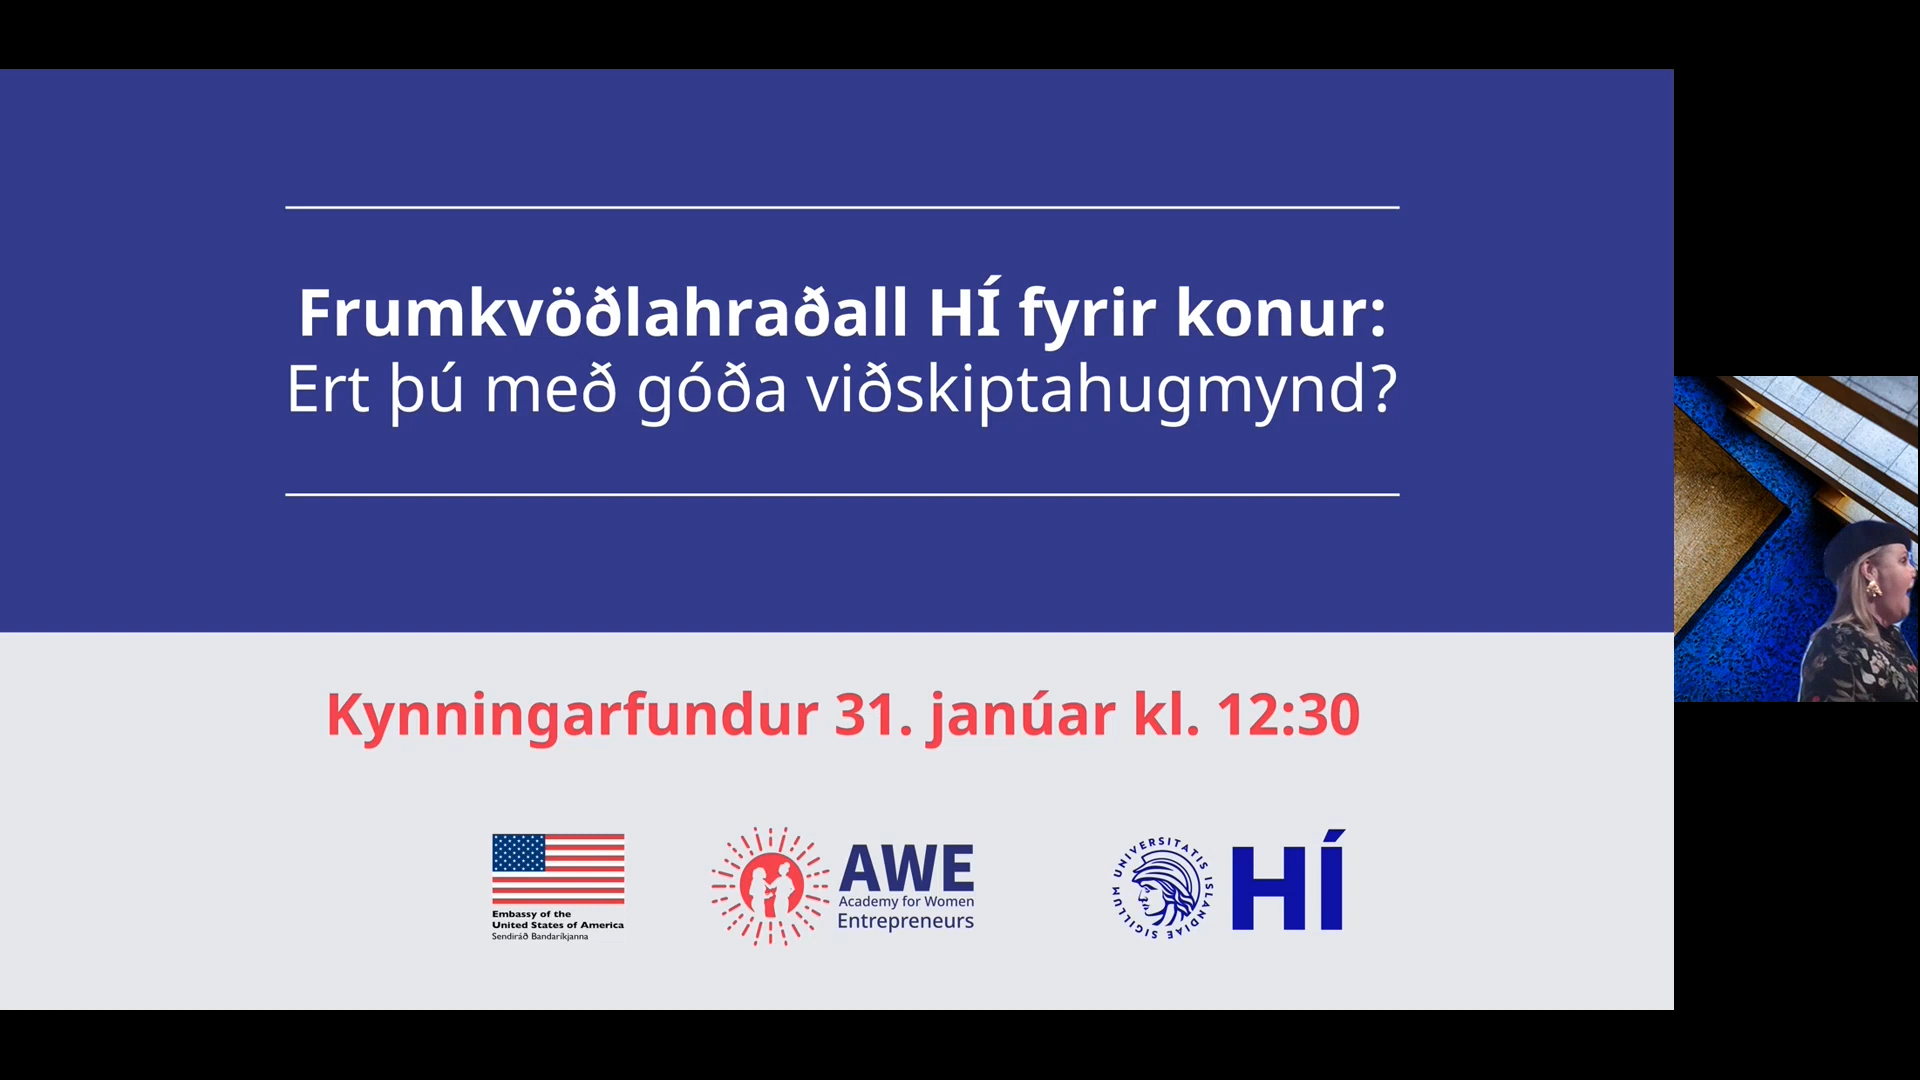 Frumkvöðlahraðall HÍ fyrir konur:
Ert þú með góða viðskiptahugmynd?
Kynningarfundur 31. janúar kl. 12:30
Embassy of the
United States of America
Sendiráð Bandaríkjanna
AWE
Academy for Women
Entrepreneurs
UNIVERSITATIS ISLANDIAE SIGILLUM
HÍ